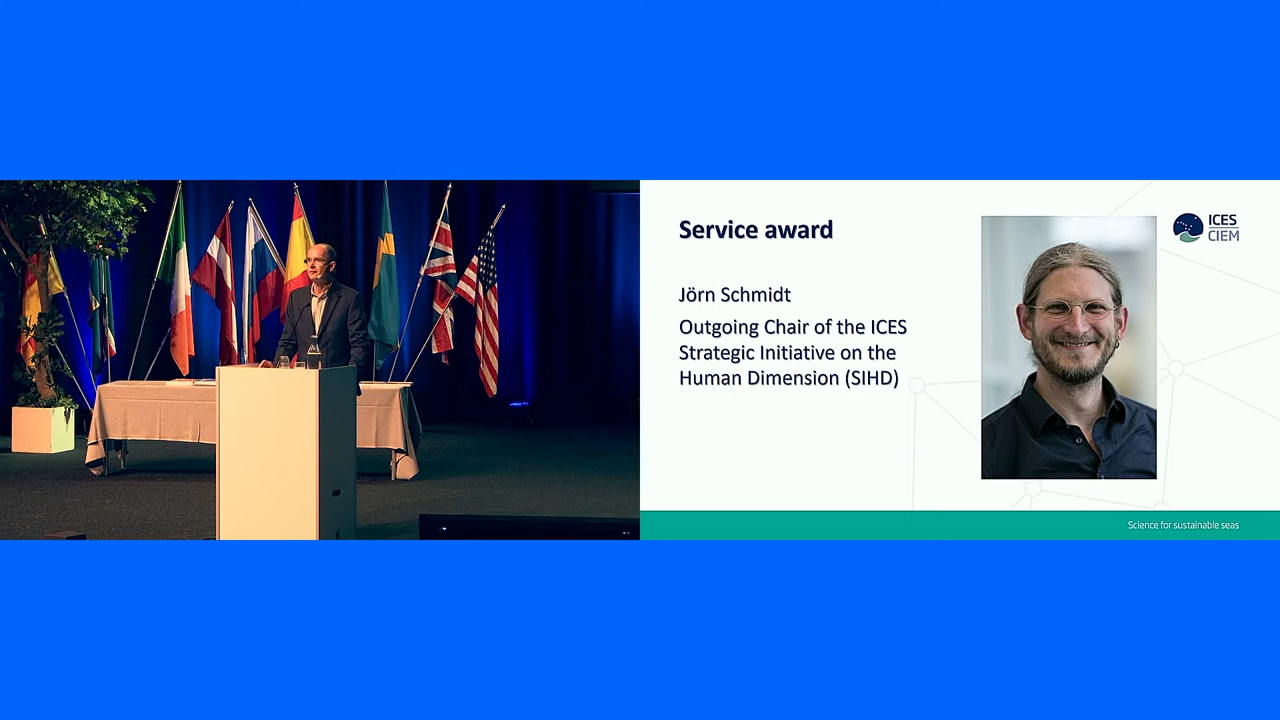 Service award
ICES
CIEM
Jörn Schmidt
Outgoing Chair of the ICES
Strategic Initiative on the
Human Dimension (SIHD)
Science for sustainable seas